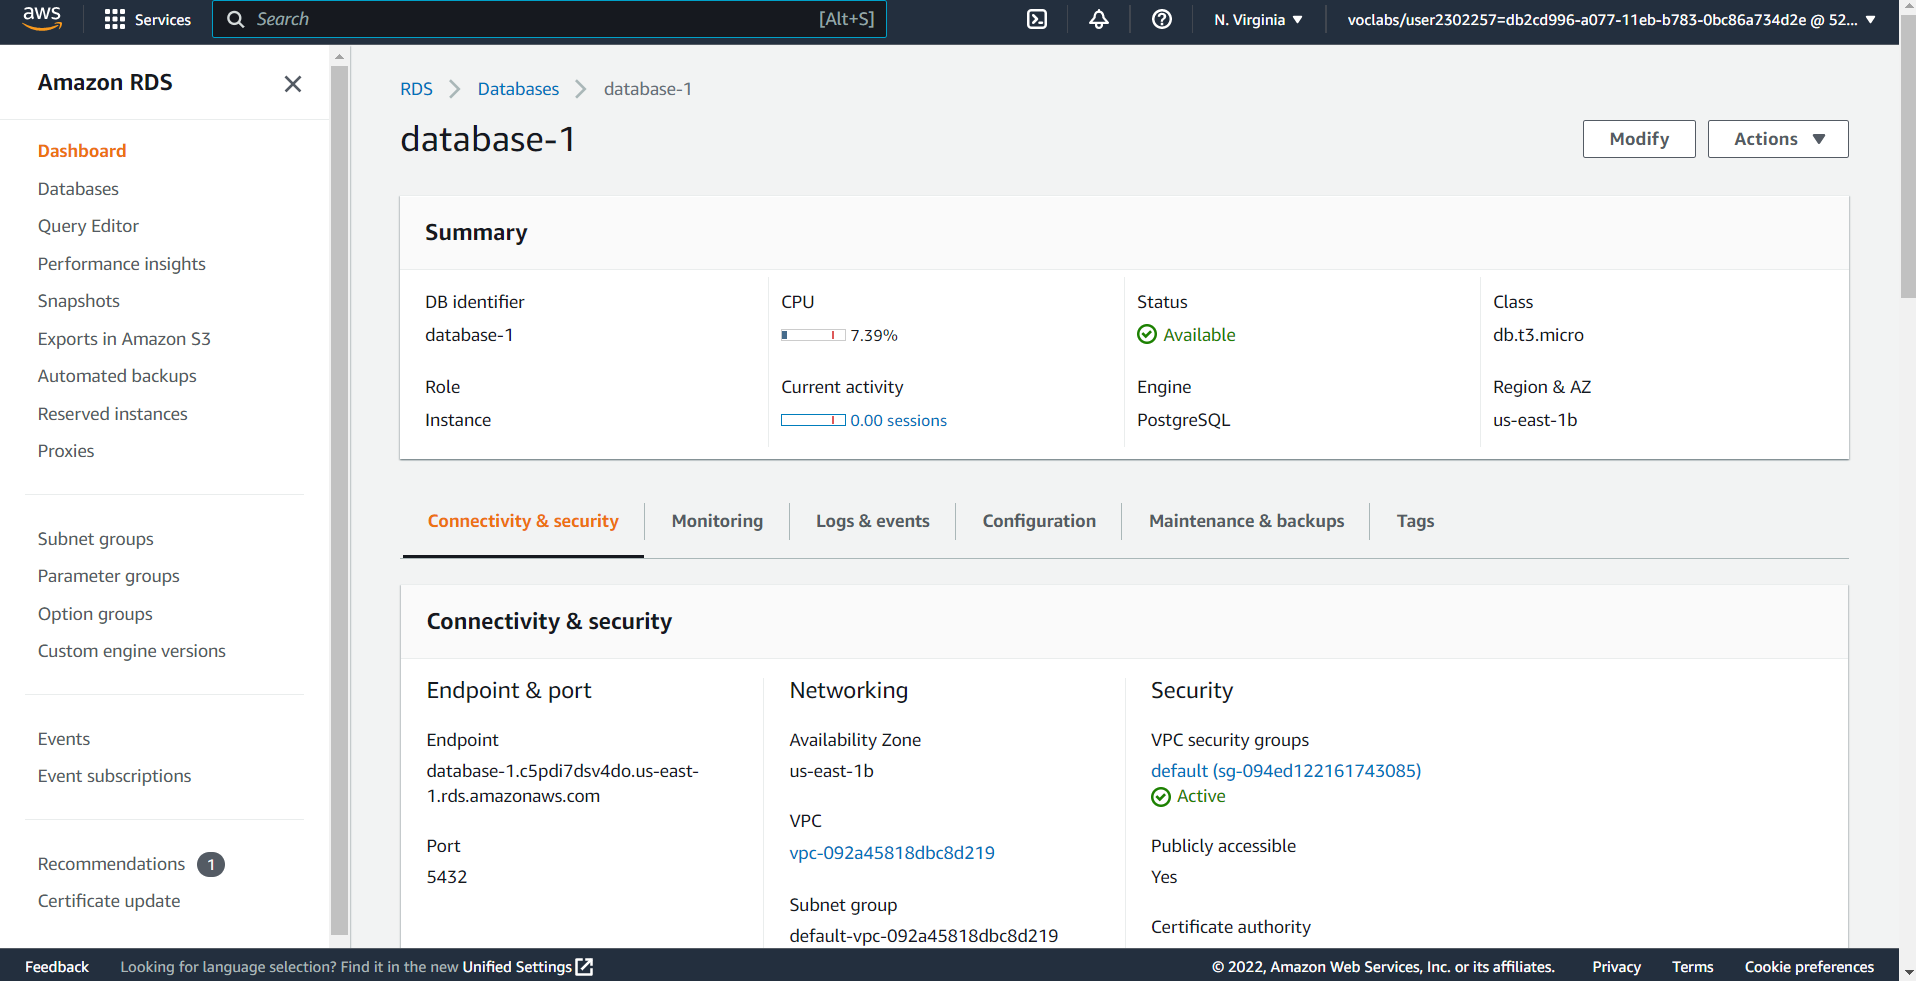 aws
Services
Search
[Alt+S]
N. Virginia
voclabs/user2302257=db2cd996-a077-11eb-b783-0bc86a734d2e @ 52...
Amazon RDS
Dashboard
Databases
Query Editor
Performance insights
Snapshots
Exports in Amazon S3
Automated backups
Reserved instances
Proxies
Subnet groups
Parameter groups
Option groups
Custom engine versions
Events
Event subscriptions
Recommendations 1
Certificate update
RDS > Databases > database-1
database-1
Modify
Actions
Summary
DB identifier
database-1
CPU
7.39%
Status
Available
Class
db.t3.micro
Role
Instance
Current activity
0.00 sessions
Engine
PostgreSQL
Region & AZ
us-east-1b
Connectivity & security
Monitoring
Logs & events
Configuration
Maintenance & backups
Tags
Connectivity & security
Endpoint & port
Endpoint
database-1.c5pdi7dsv4do.us-east-
1.rds.amazonaws.com
Port
5432
Networking
Availability Zone
us-east-1b
VPC
vpc-092a45818dbc8d219
Subnet group
default-vpc-092a45818dbc8d219
Security
VPC security groups
default (sg-094ed122161743085)
Active
Publicly accessible
Yes
Certificate authority
Feedback
Looking for language selection? Find it in the new Unified Settings
© 2022, Amazon Web Services, Inc. or its affiliates.
Privacy
Terms
Cookie preferences